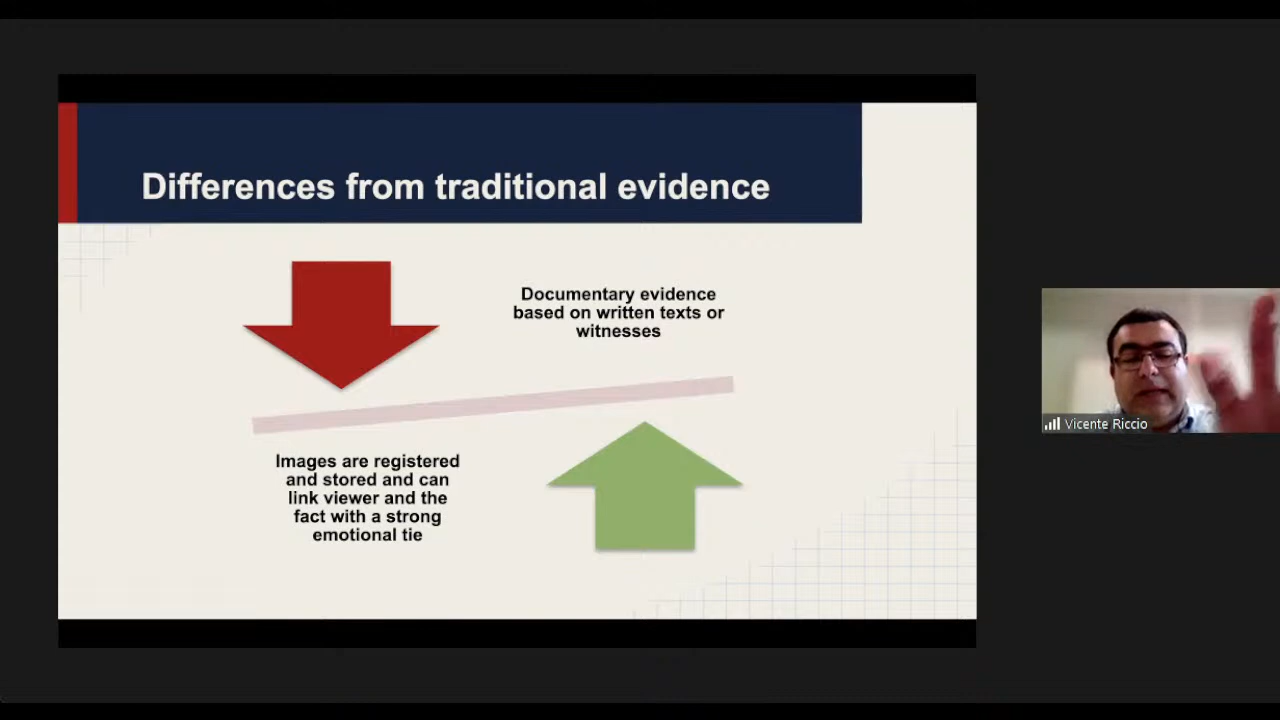 Differences from traditional evidence
Documentary evidence
based on written texts or
witnesses
Images are registered
and stored and can
link viewer and the
fact with a strong
emotional tie
Vicente Riccio